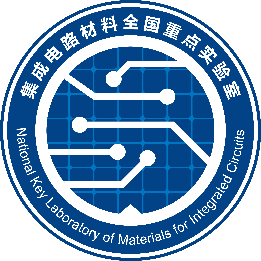 集成电路材料全国重点实验室
National Key Laboratory of Materials for Integrated Circuits